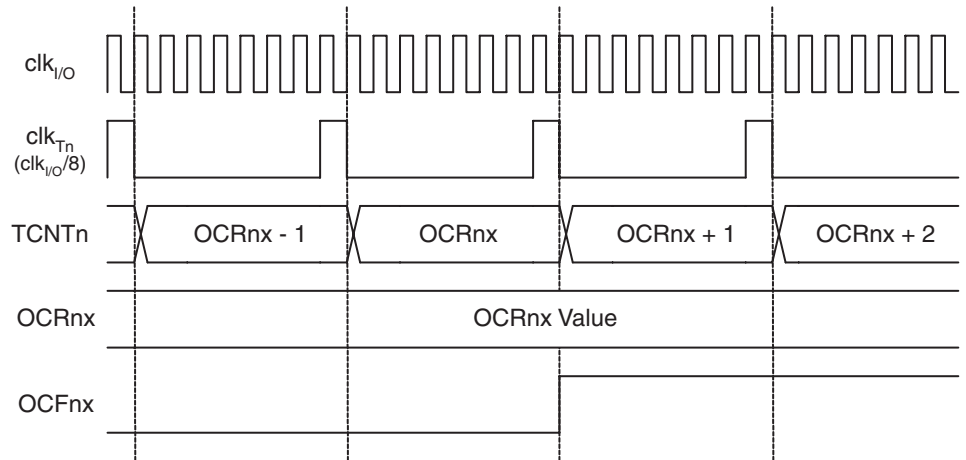 clkI/O
clkTn
(clkI/O/8)
TCNTn OCRnx - 1 OCRnx OCRnx + 1 OCRnx + 2
OCRnx OCRnx Value
OCFnx